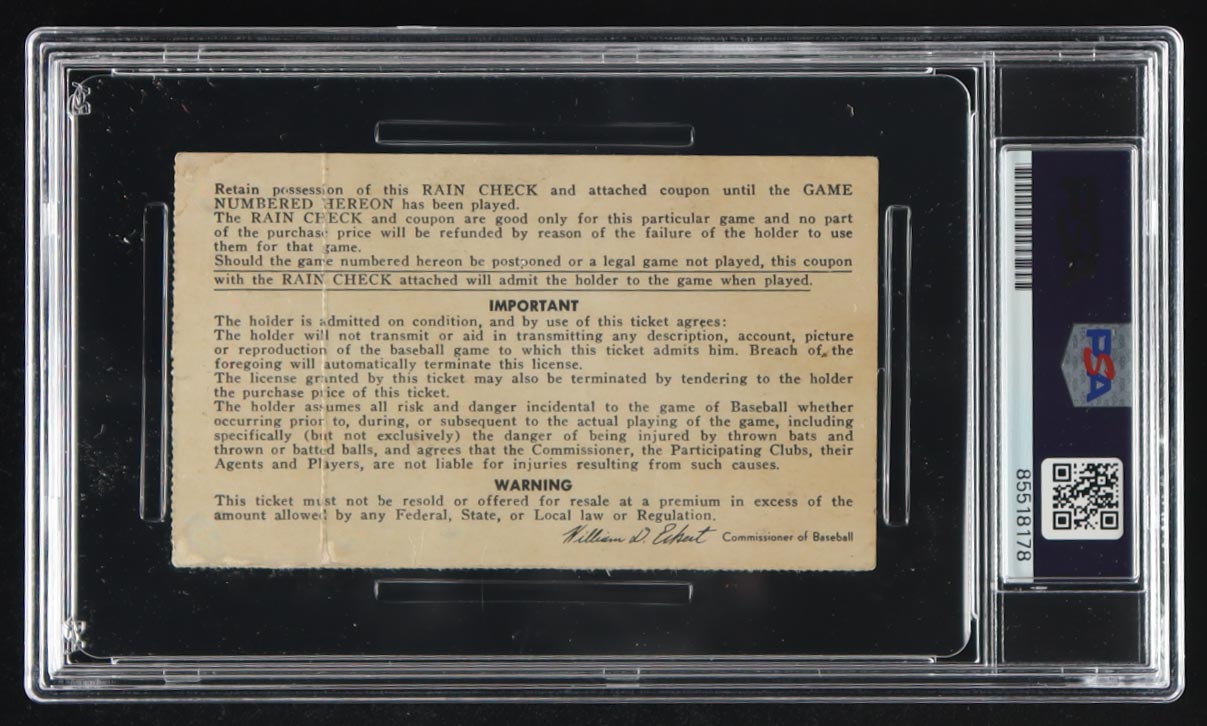 Retain possession of this RAIN CHECK and attached coupon until the GAME
NUMBERED HEREON has been played.
The RAIN CHECK and coupon are good only for this particular game and no part
of the purchase price will be refunded by reason of the failure of the holder to use
them for that game.
Should the game numbered hereon be postponed or a legal game not played, this coupon
with the RAIN CHECK attached will admit the holder to the game when played.
IMPORTANT
The holder is admitted on condition, and by use of this ticket agrees:
The holder will not transmit or aid in transmitting any description, account, picture
or reproduction of the baseball game to which this ticket admits him. Breach of the
foregoing will automatically terminate this license.
The license granted by this ticket may also be terminated by tendering to the holder
the purchase price of this ticket.
The holder assumes all risk and danger incidental to the game of Baseball whether
occurring prior to, during, or subsequent to the actual playing of the game, including
specifically (but not exclusively) the danger of being injured by thrown bats and
thrown or batted balls, and agrees that the Commissioner, the Participating Clubs, their
Agents and Players, are not liable for injuries resulting from such causes.
WARNING
This ticket must not be resold or offered for resale at a premium in excess of the
amount allowed by any Federal, State, or Local law or Regulation.
William D. Eckert Commissioner of Baseball
PSA
PSA
85518178